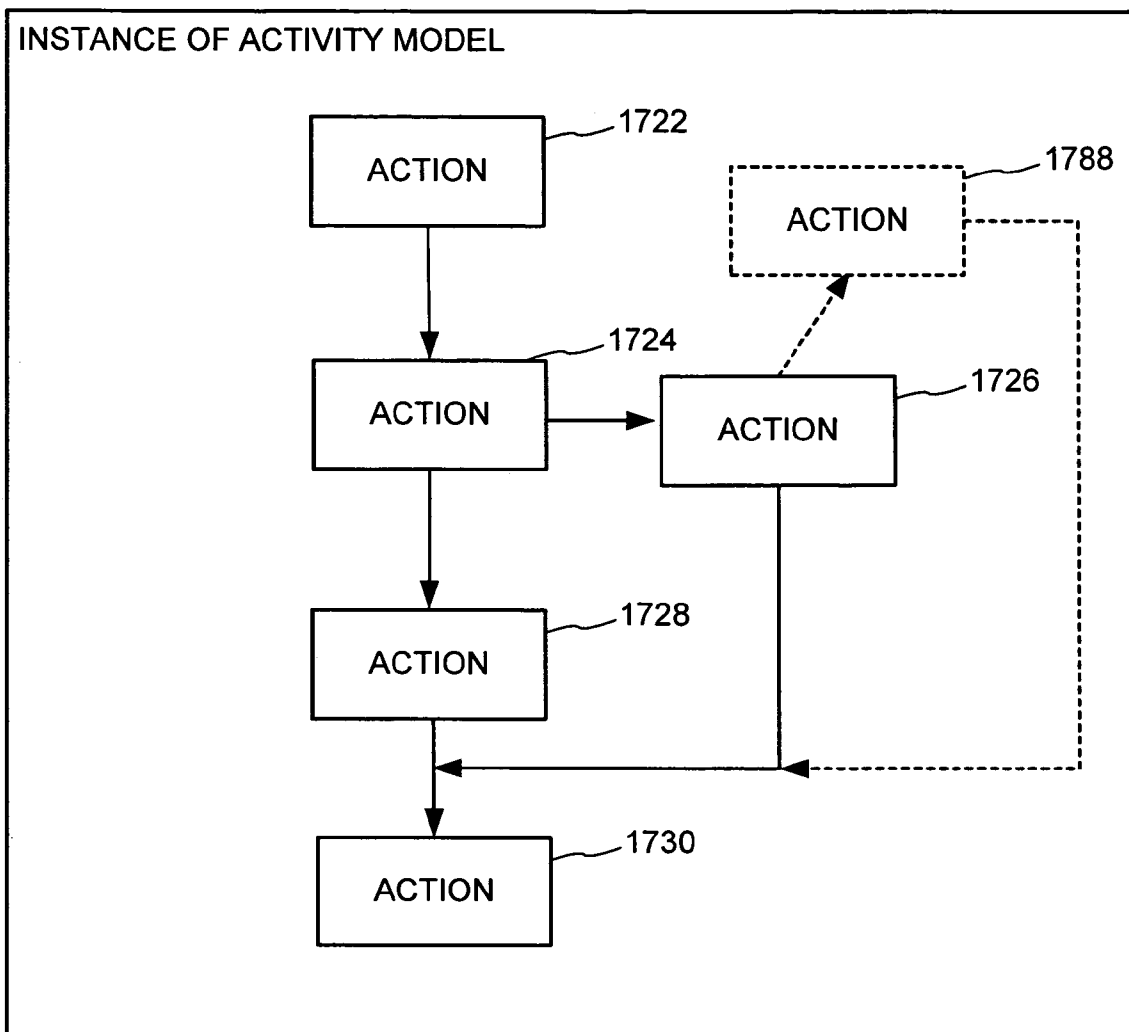 INSTANCE OF ACTIVITY MODEL
1722
ACTION
1788
ACTION
1724
ACTION
1726
ACTION
1728
ACTION
1730
ACTION